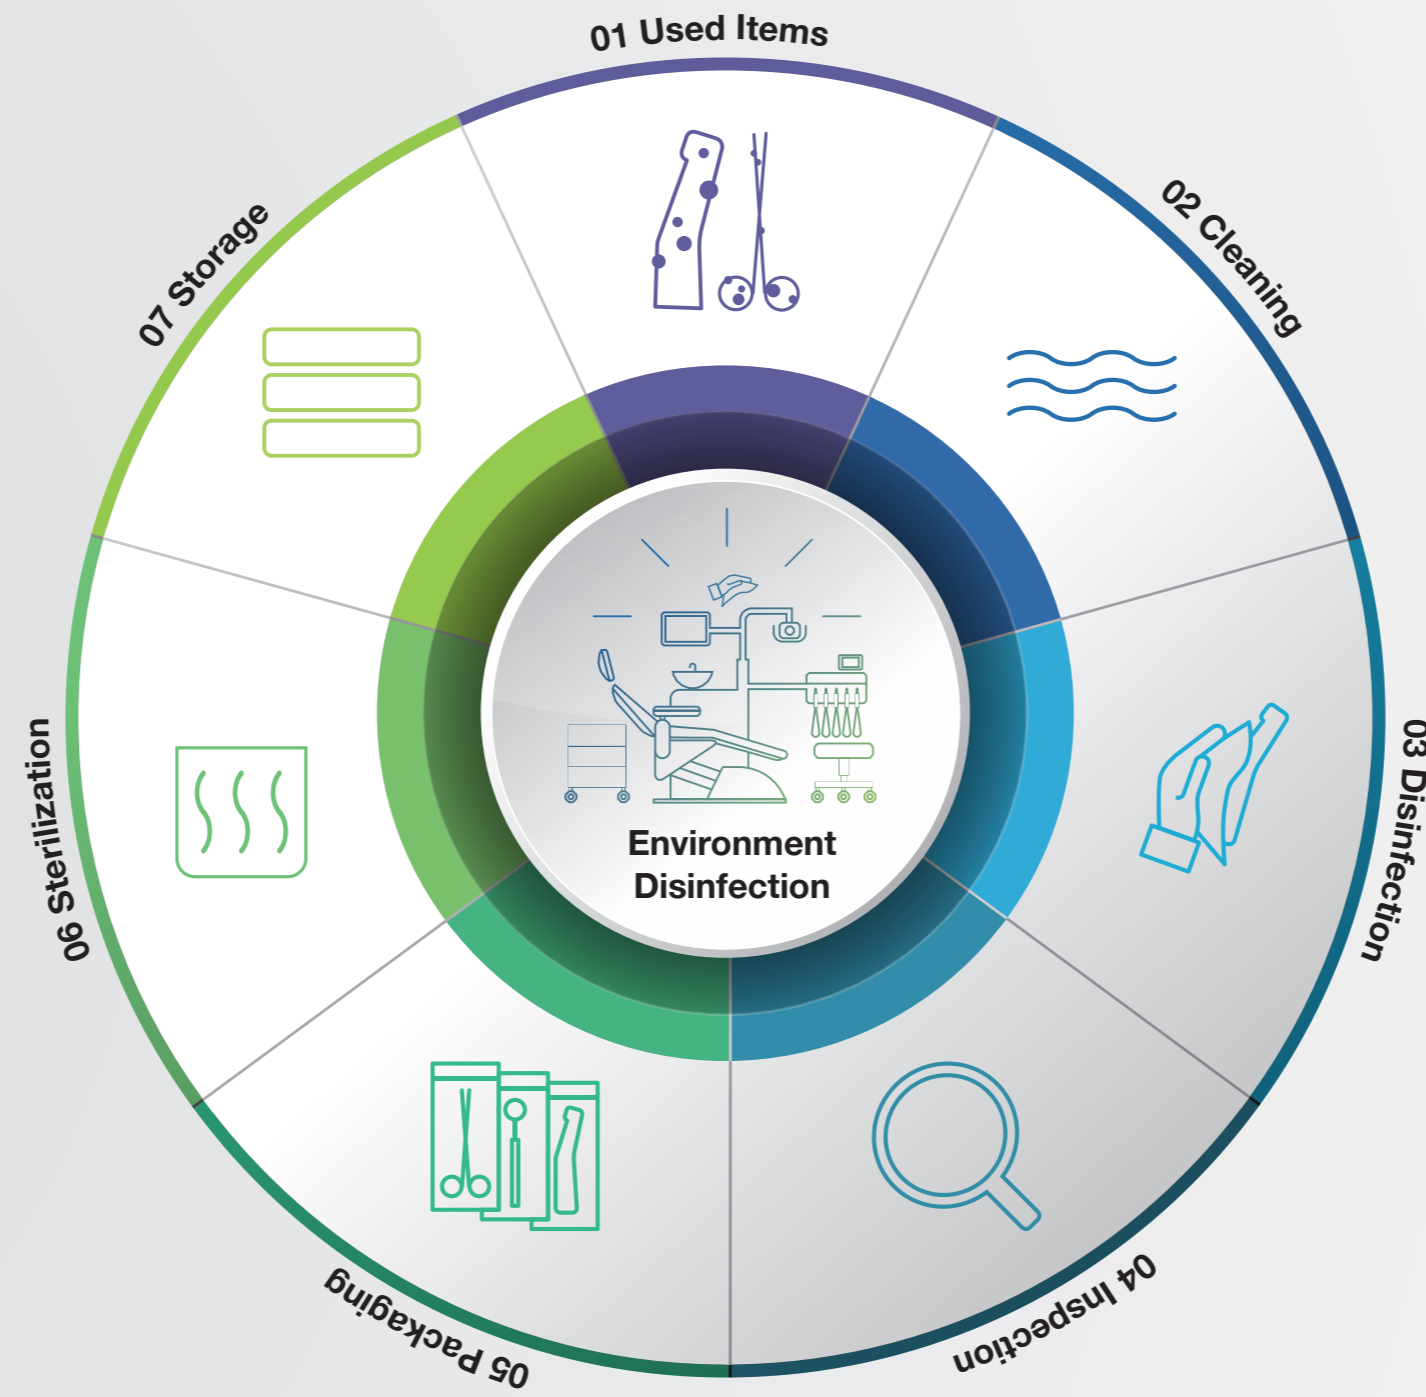 01 Used Items
02 Cleaning
03 Disinfection
04 Inspection
05 Packaging
06 Sterilization
07 Storage
Environment
Disinfection